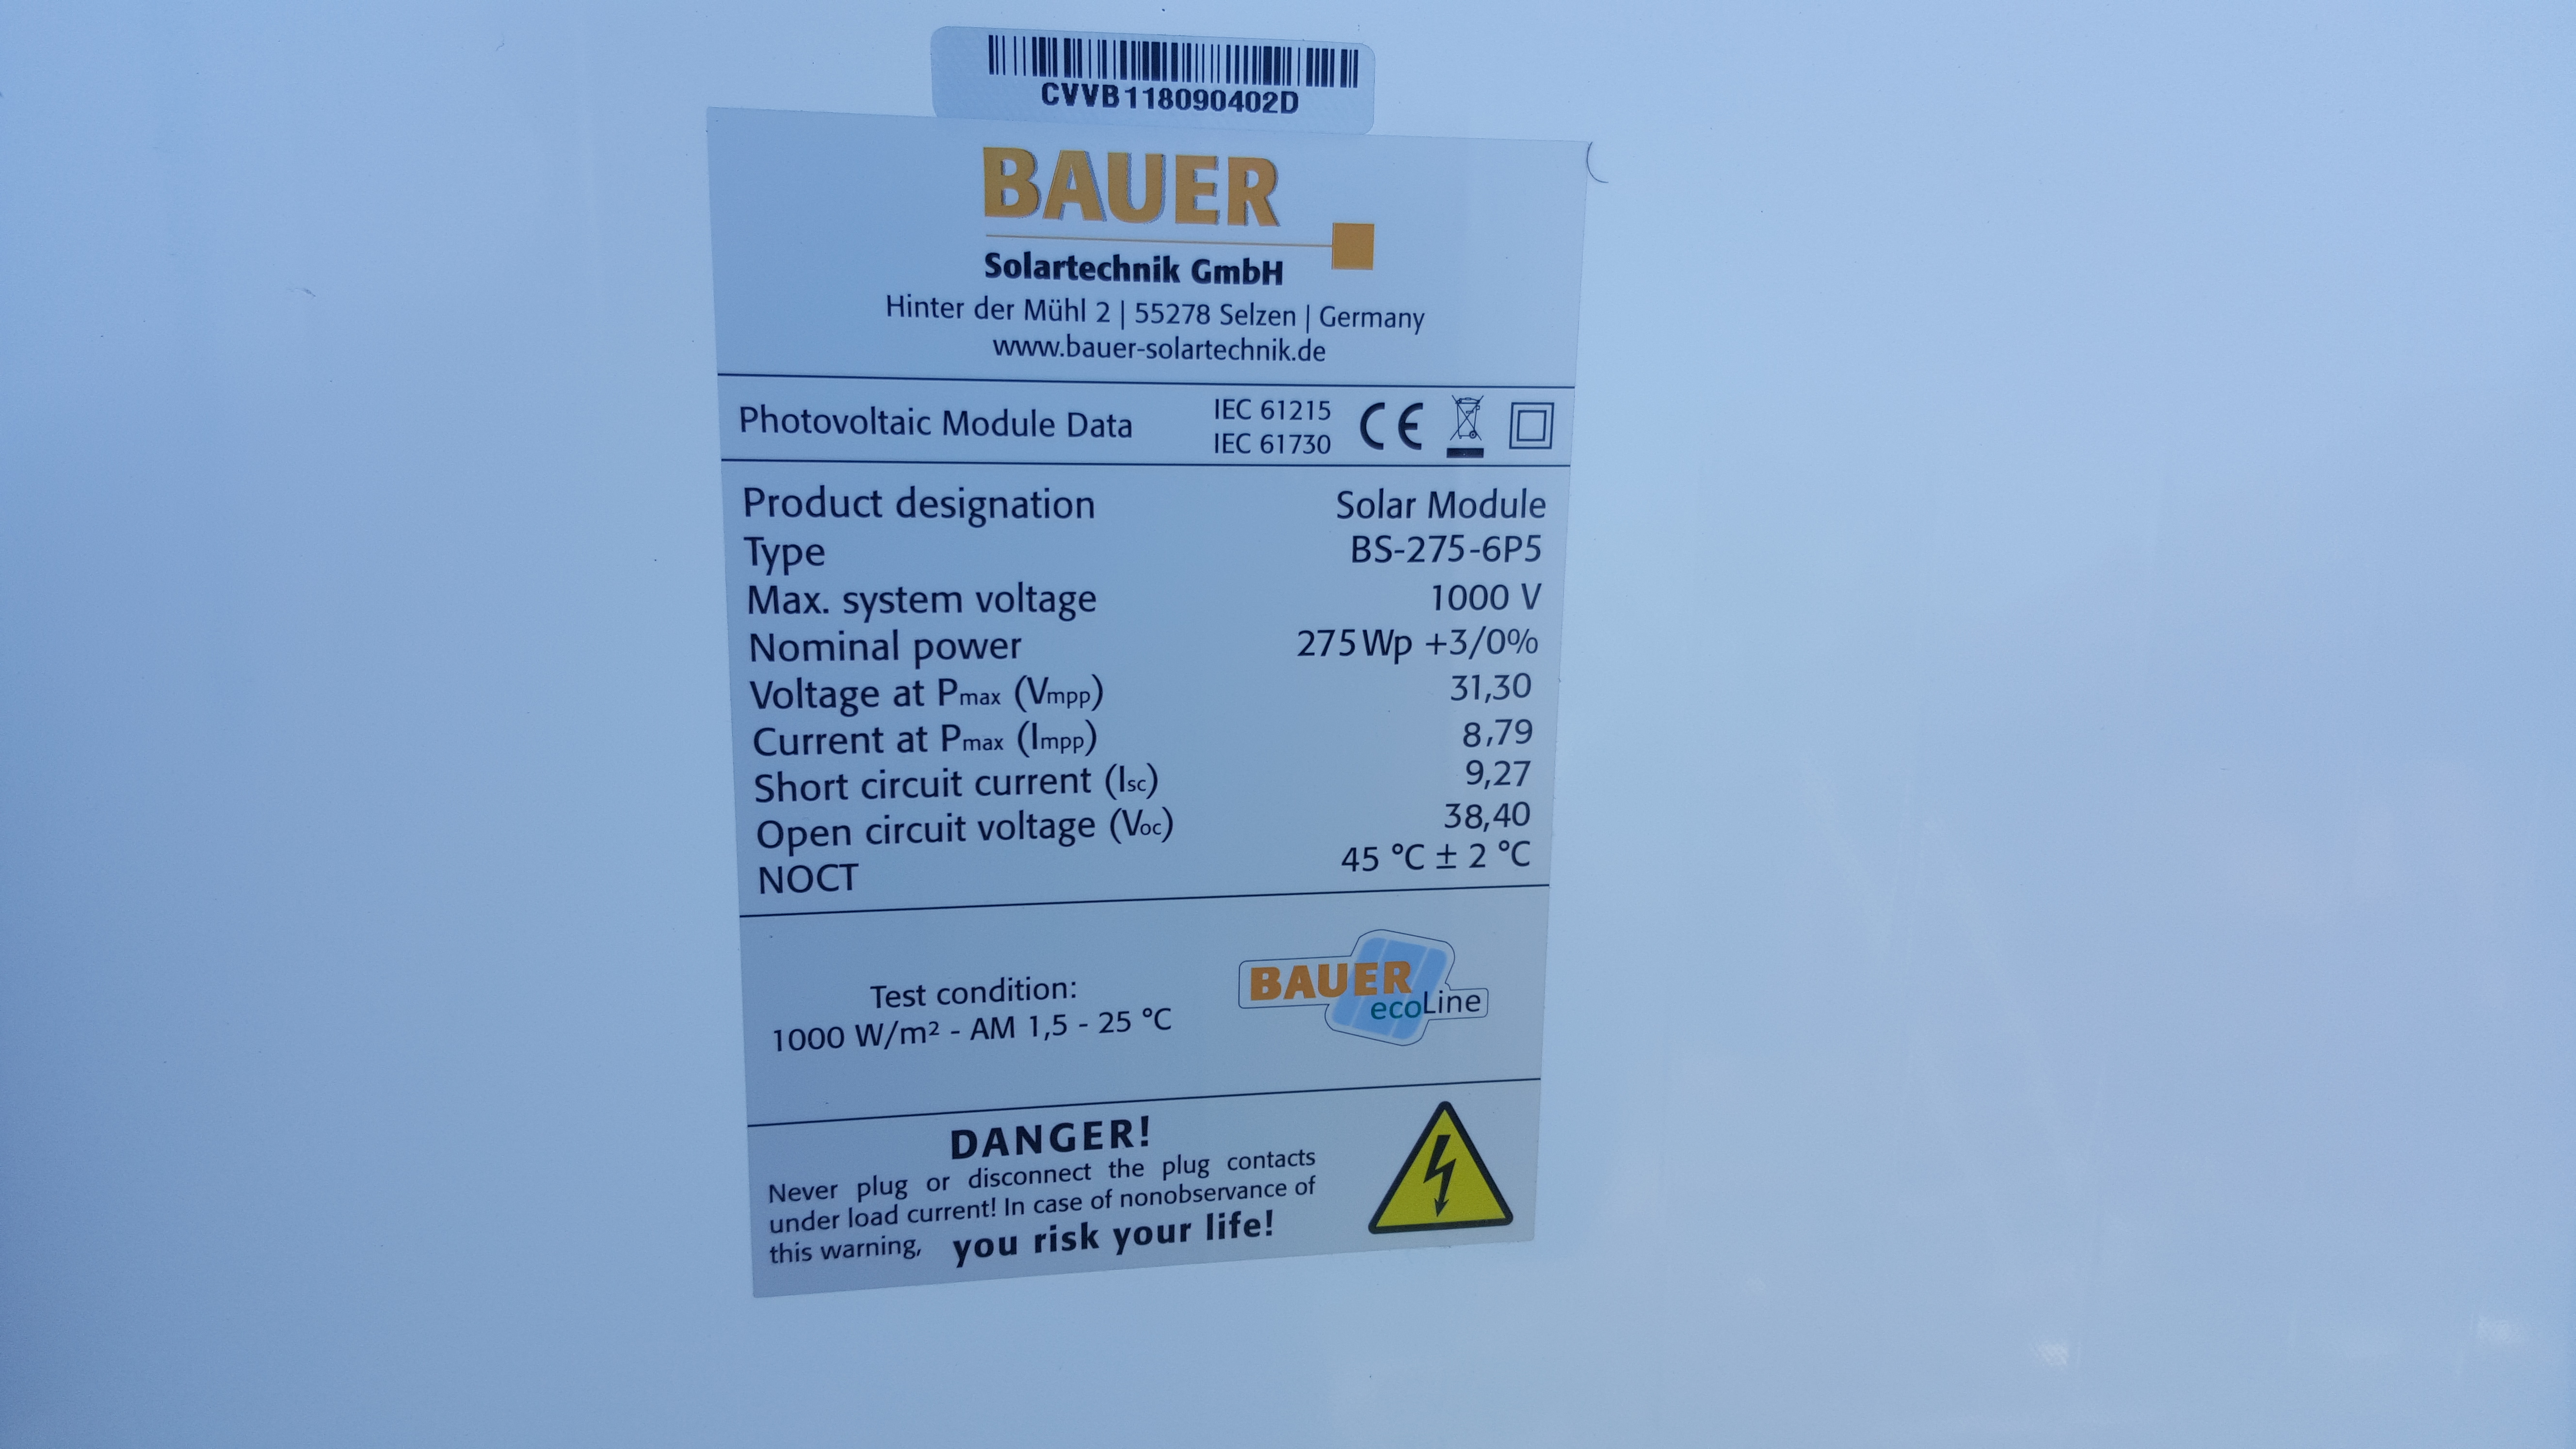 CVVB118090402D
BAUER
Solartechnik GmbH
Hinter der Mühl 2 | 55278 Selzen | Germany
www.bauer-solartechnik.de
Photovoltaic Module Data
IEC 61215
IEC 61730
CE
Product designation Solar Module
Type BS-275-6P5
Max. system voltage 1000 V
Nominal power 275Wp +3/0%
Voltage at Pmax (Vmpp) 31,30
Current at Pmax (Impp) 8,79
Short circuit current (Isc) 9,27
Open circuit voltage (Voc) 38,40
NOCT 45 °C ± 2 °C
Test condition:
1000 W/m² - AM 1,5 - 25 °C
BAUER
ecoLine
DANGER!
Never plug or disconnect the plug contacts
under load current! In case of nonobservance of
this warning, you risk your life!